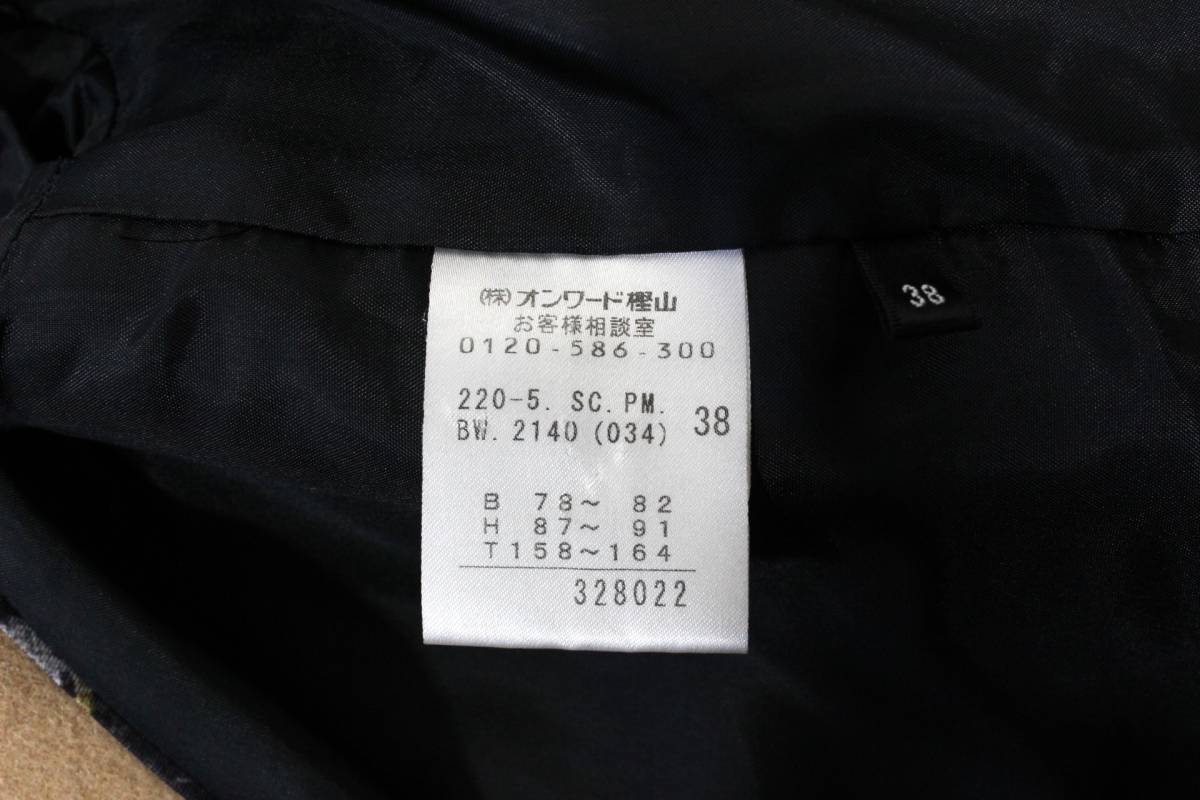 (株)オンワード樫山
お客様相談室
0120-586-300
220-5. SC. PM.
BW. 2140 (034) 38
B 78～ 82
H 87～ 91
T158～164
328022
38